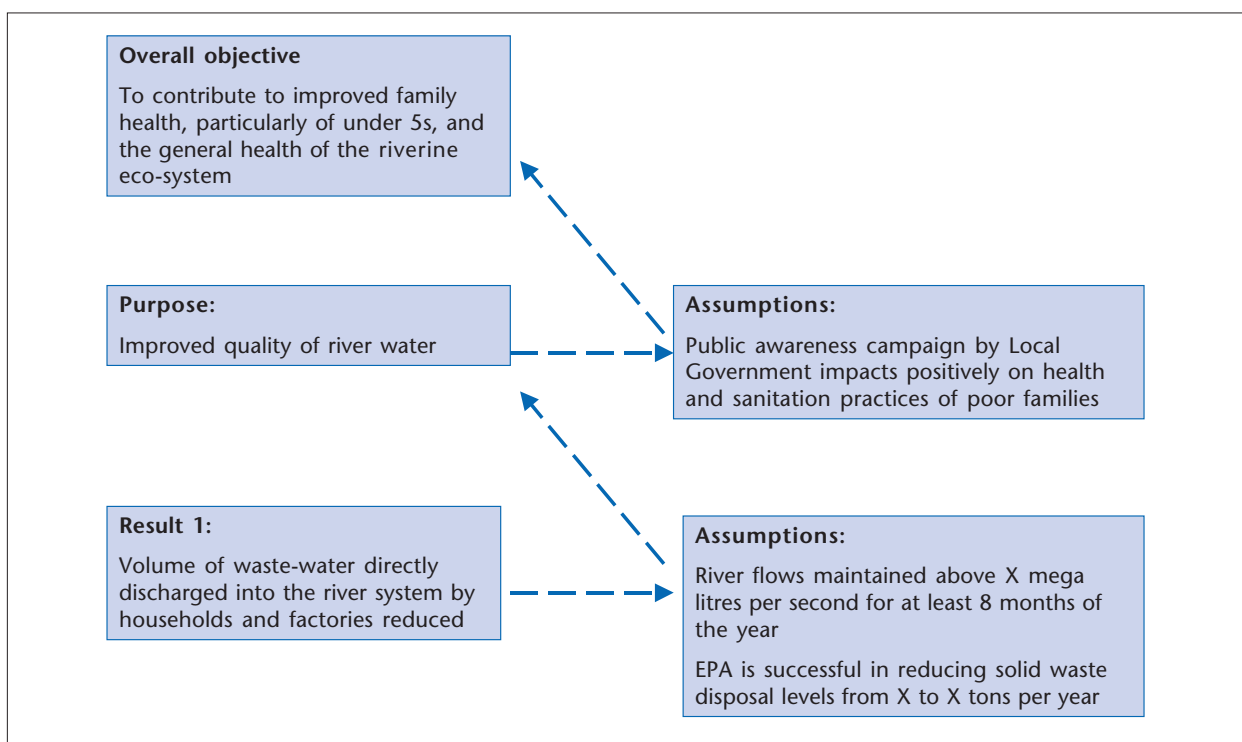 Overall objective
To contribute to improved family
health, particularly of under 5s, and
the general health of the riverine
eco-system
Purpose:
Improved quality of river water
Assumptions:
Public awareness campaign by Local
Government impacts positively on health
and sanitation practices of poor families
Result 1:
Volume of waste-water directly
discharged into the river system by
households and factories reduced
Assumptions:
River flows maintained above X mega
litres per second for at least 8 months of
the year
EPA is successful in reducing solid waste
disposal levels from X to X tons per year